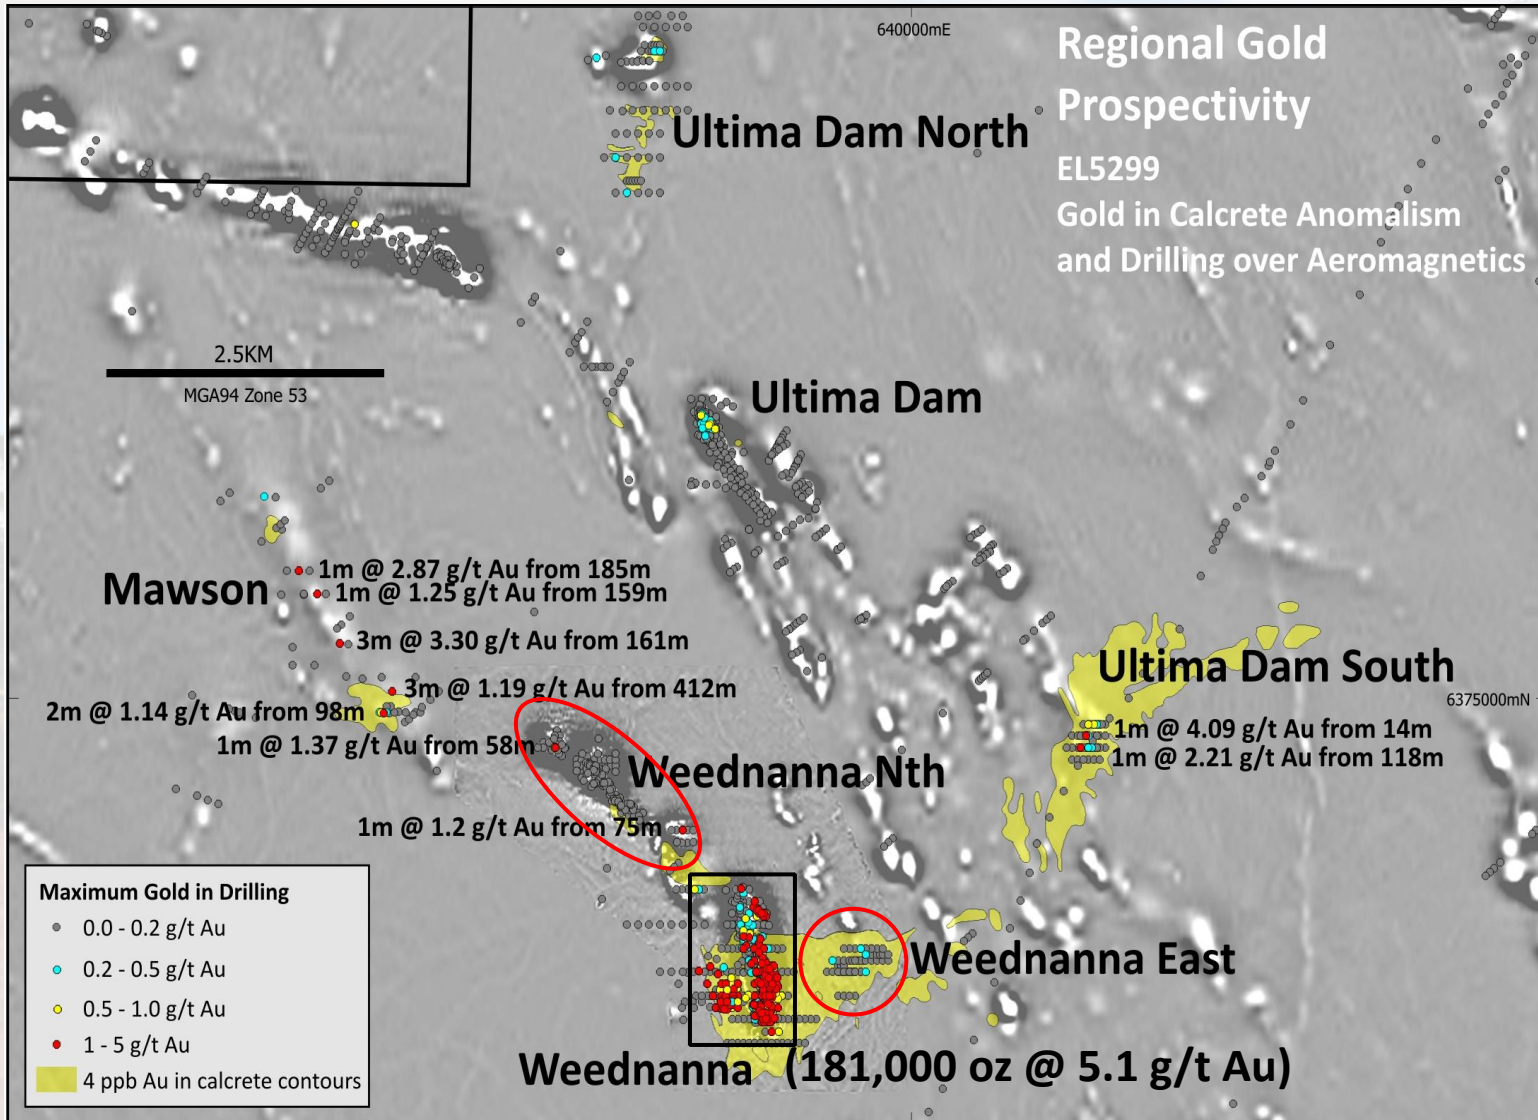 640000mE
Regional Gold
Prospectivity
EL5299
Gold in Calcrete Anomalism
and Drilling over Aeromagnetics
Ultima Dam North
2.5KM
MGA94 Zone 53
Ultima Dam
Mawson
1m @ 2.87 g/t Au from 185m
1m @ 1.25 g/t Au from 159m
3m @ 3.30 g/t Au from 161m
3m @ 1.19 g/t Au from 412m
2m @ 1.14 g/t Au from 98m
1m @ 1.37 g/t Au from 58m
Ultima Dam South
6375000mN
1m @ 4.09 g/t Au from 14m
1m @ 2.21 g/t Au from 118m
Weednanna Nth
1m @ 1.2 g/t Au from 75m
Weednanna East
Weednanna (181,000 oz @ 5.1 g/t Au)
Maximum Gold in Drilling
0.0 - 0.2 g/t Au
0.2 - 0.5 g/t Au
0.5 - 1.0 g/t Au
1 - 5 g/t Au
4 ppb Au in calcrete contours